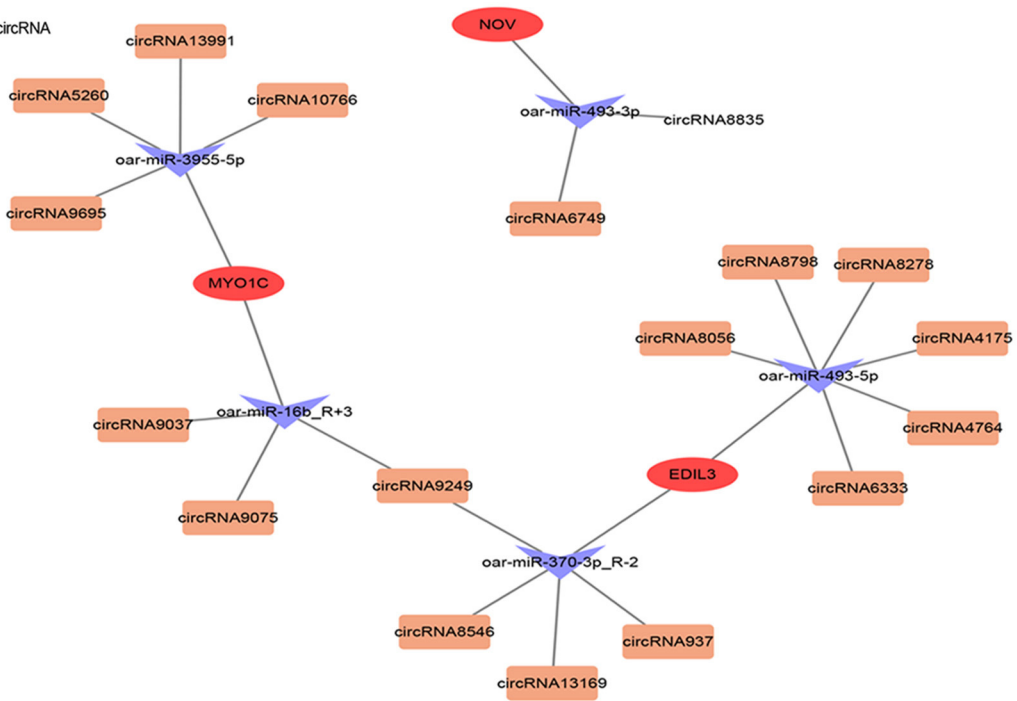 circRNA
NOV
circRNA13991
circRNA5260
circRNA10766
oar-miR-493-3p
circRNA8835
oar-miR-3955-5p
circRNA9695
circRNA6749
circRNA8798
circRNA8278
MYO1C
circRNA8056
circRNA4175
oar-miR-493-5p
oar-miR-16b_R+3
circRNA9037
circRNA4764
EDIL3
circRNA9249
circRNA6333
circRNA9075
oar-miR-370-3p_R-2
circRNA8546
circRNA937
circRNA13169